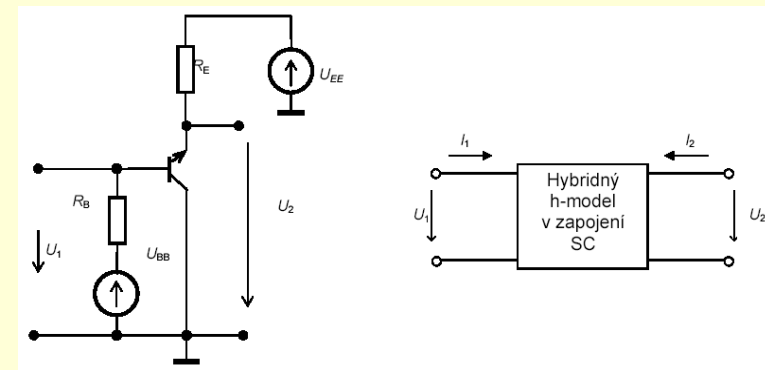 R_E
U_EE
R_B
U_1
U_BB
U_2
I_1
I_2
U_1
Hybridný
h-model
v zapojení
SC
U_2